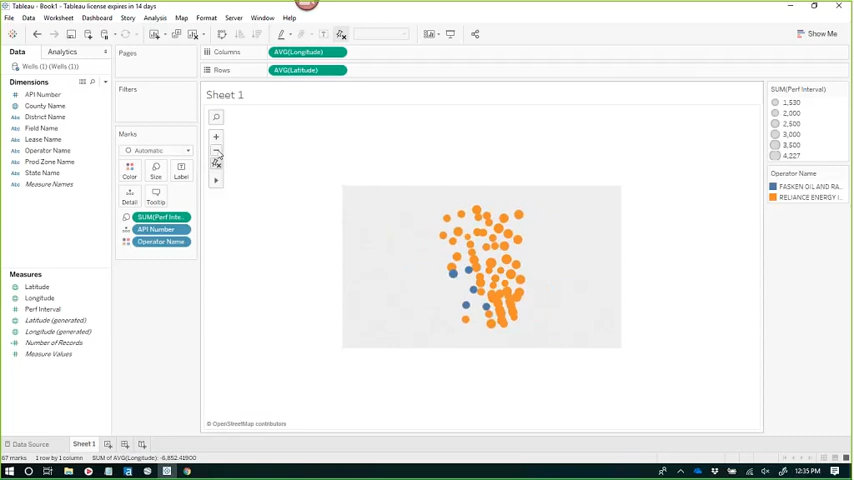 Tableau - Book1 - Tableau license expires in 14 days
File Data Worksheet Dashboard Story Analysis Map Format Server Window Help
Show Me
Data Analytics
Wells (1) (Wells (1))
Dimensions
API Number
County Name
District Name
Field Name
Lease Name
Operator Name
Prod Zone Name
State Name
Measure Names
Measures
Latitude
Longitude
Perf Interval
Latitude (generated)
Longitude (generated)
Number of Records
Measure Values
Pages
Filters
Marks
Automatic
Color Size Label
Detail Tooltip
SUM(Perf Inte..
API Number
Operator Name
Columns AVG(Longitude)
Rows AVG(Latitude)
Sheet 1
© OpenStreetMap contributors
SUM(Perf Interval)
1,530
2,000
2,500
3,000
3,500
4,227
Operator Name
FASKEN OIL AND RA..
RELIANCE ENERGY I..
Data Source Sheet 1
67 marks 1 row by 1 column SUM of AVG(Longitude): -6,852.41900
12:35 PM